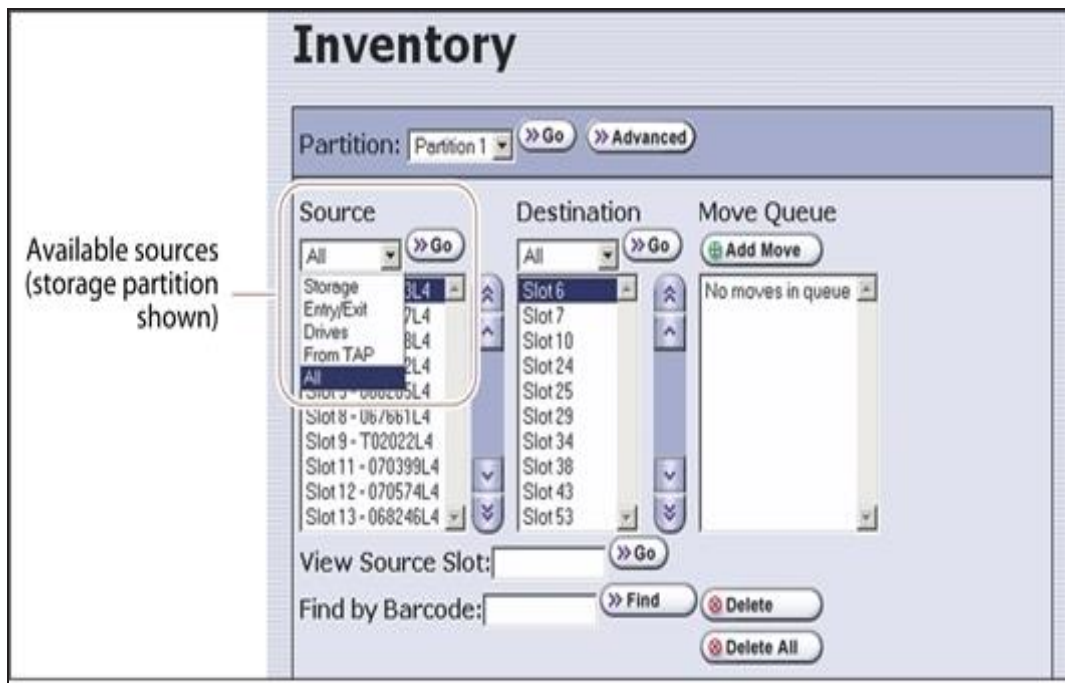 Inventory
Partition: Partition 1 Go Advanced
Available sources
(storage partition
shown)
Source
All Go
Storage
Entry/Exit
Drives
From TAP
All
3L4
7L4
8L4
2L4
Slot 8 - 067661L4
Slot 9 - T02022L4
Slot 11 - 070399L4
Slot 12 - 070574L4
Slot 13 - 068246L4
Destination
All Go
Slot 6
Slot 7
Slot 10
Slot 24
Slot 25
Slot 29
Slot 34
Slot 38
Slot 43
Slot 53
Move Queue
Add Move
No moves in queue
View Source Slot: Go
Find by Barcode: Find
Delete
Delete All